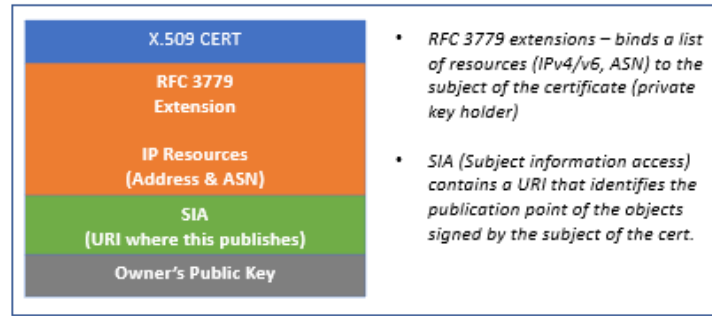 X.509 CERT
RFC 3779
Extension
IP Resources
(Address & ASN)
SIA
(URI where this publishes)
Owner's Public Key
• RFC 3779 extensions – binds a list
of resources (IPv4/v6, ASN) to the
subject of the certificate (private
key holder)
• SIA (Subject information access)
contains a URI that identifies the
publication point of the objects
signed by the subject of the cert.